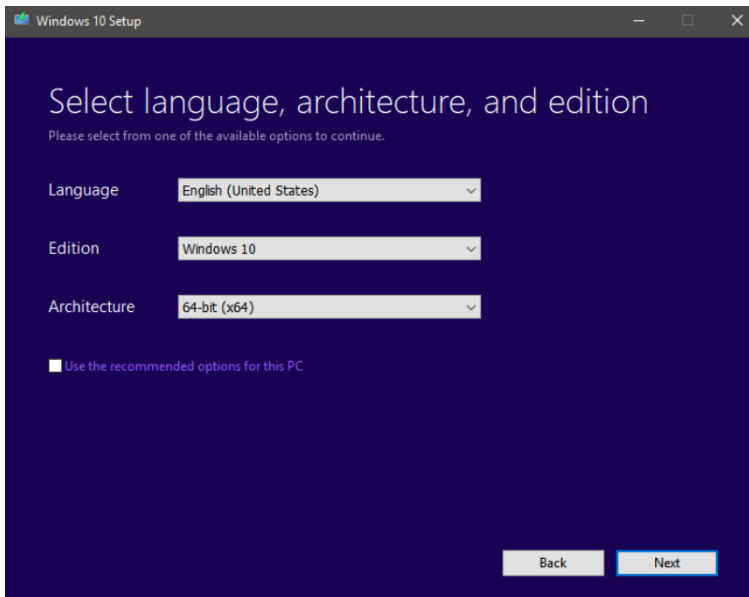 Windows 10 Setup
Select language, architecture, and edition
Please select from one of the available options to continue.
Language English (United States)
Edition Windows 10
Architecture 64-bit (x64)
Use the recommended options for this PC
Back Next